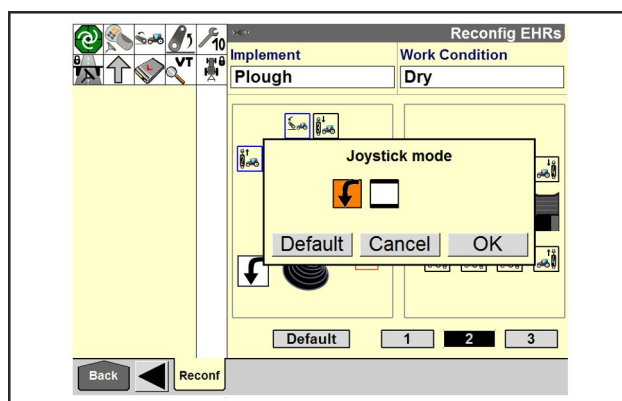 Reconfig EHRs
5
10
VT
L
Implement
Work Condition
Plough
Dry
Joystick mode
Default Cancel OK
Default 1 2 3
Back Reconf